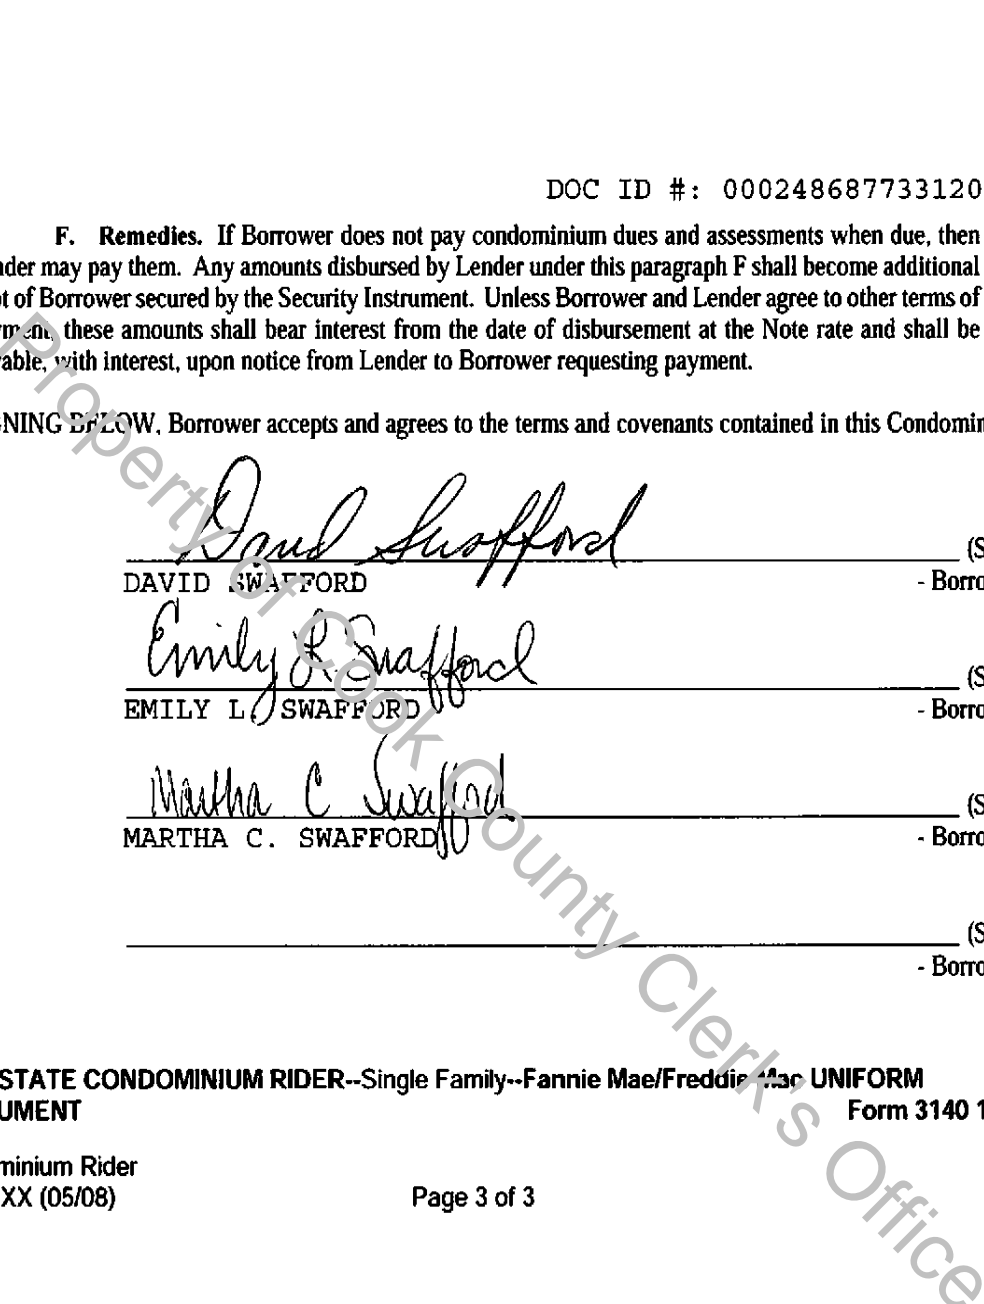 DOC ID #: 000248687733120
F. Remedies. If Borrower does not pay condominium dues and assessments when due, then
nder may pay them. Any amounts disbursed by Lender under this paragraph F shall become additional
t of Borrower secured by the Security Instrument. Unless Borrower and Lender agree to other terms of
yment, these amounts shall bear interest from the date of disbursement at the Note rate and shall be
able, with interest, upon notice from Lender to Borrower requesting payment.
NING BELOW, Borrower accepts and agrees to the terms and covenants contained in this Condomin
David Swafford
(S
DAVID SWAFFORD
- Borro
Emily L. Swafford
(S
EMILY L. SWAFFORD
- Borro
Martha C Swafford
(S
MARTHA C. SWAFFORD
- Borro
(S
- Borro
STATE CONDOMINIUM RIDER--Single Family--Fannie Mae/Freddie Mac UNIFORM
UMENT Form 3140 1
minium Rider
XX (05/08) Page 3 of 3
Property of Cook County Clerk's Office